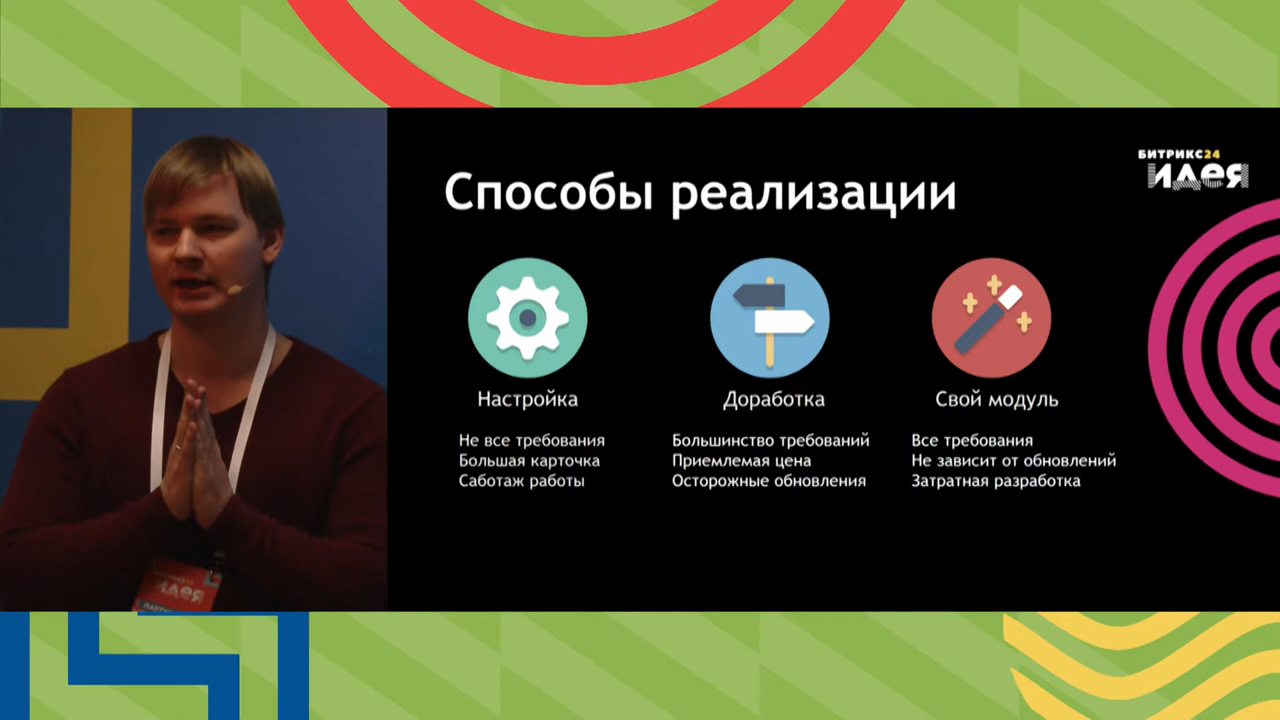 БИТРИКС24
идея
Способы реализации
Настройка
Не все требования
Большая карточка
Саботаж работы
Доработка
Большинство требований
Приемлемая цена
Осторожные обновления
Свой модуль
Все требования
Не зависит от обновлений
Затратная разработка
идея